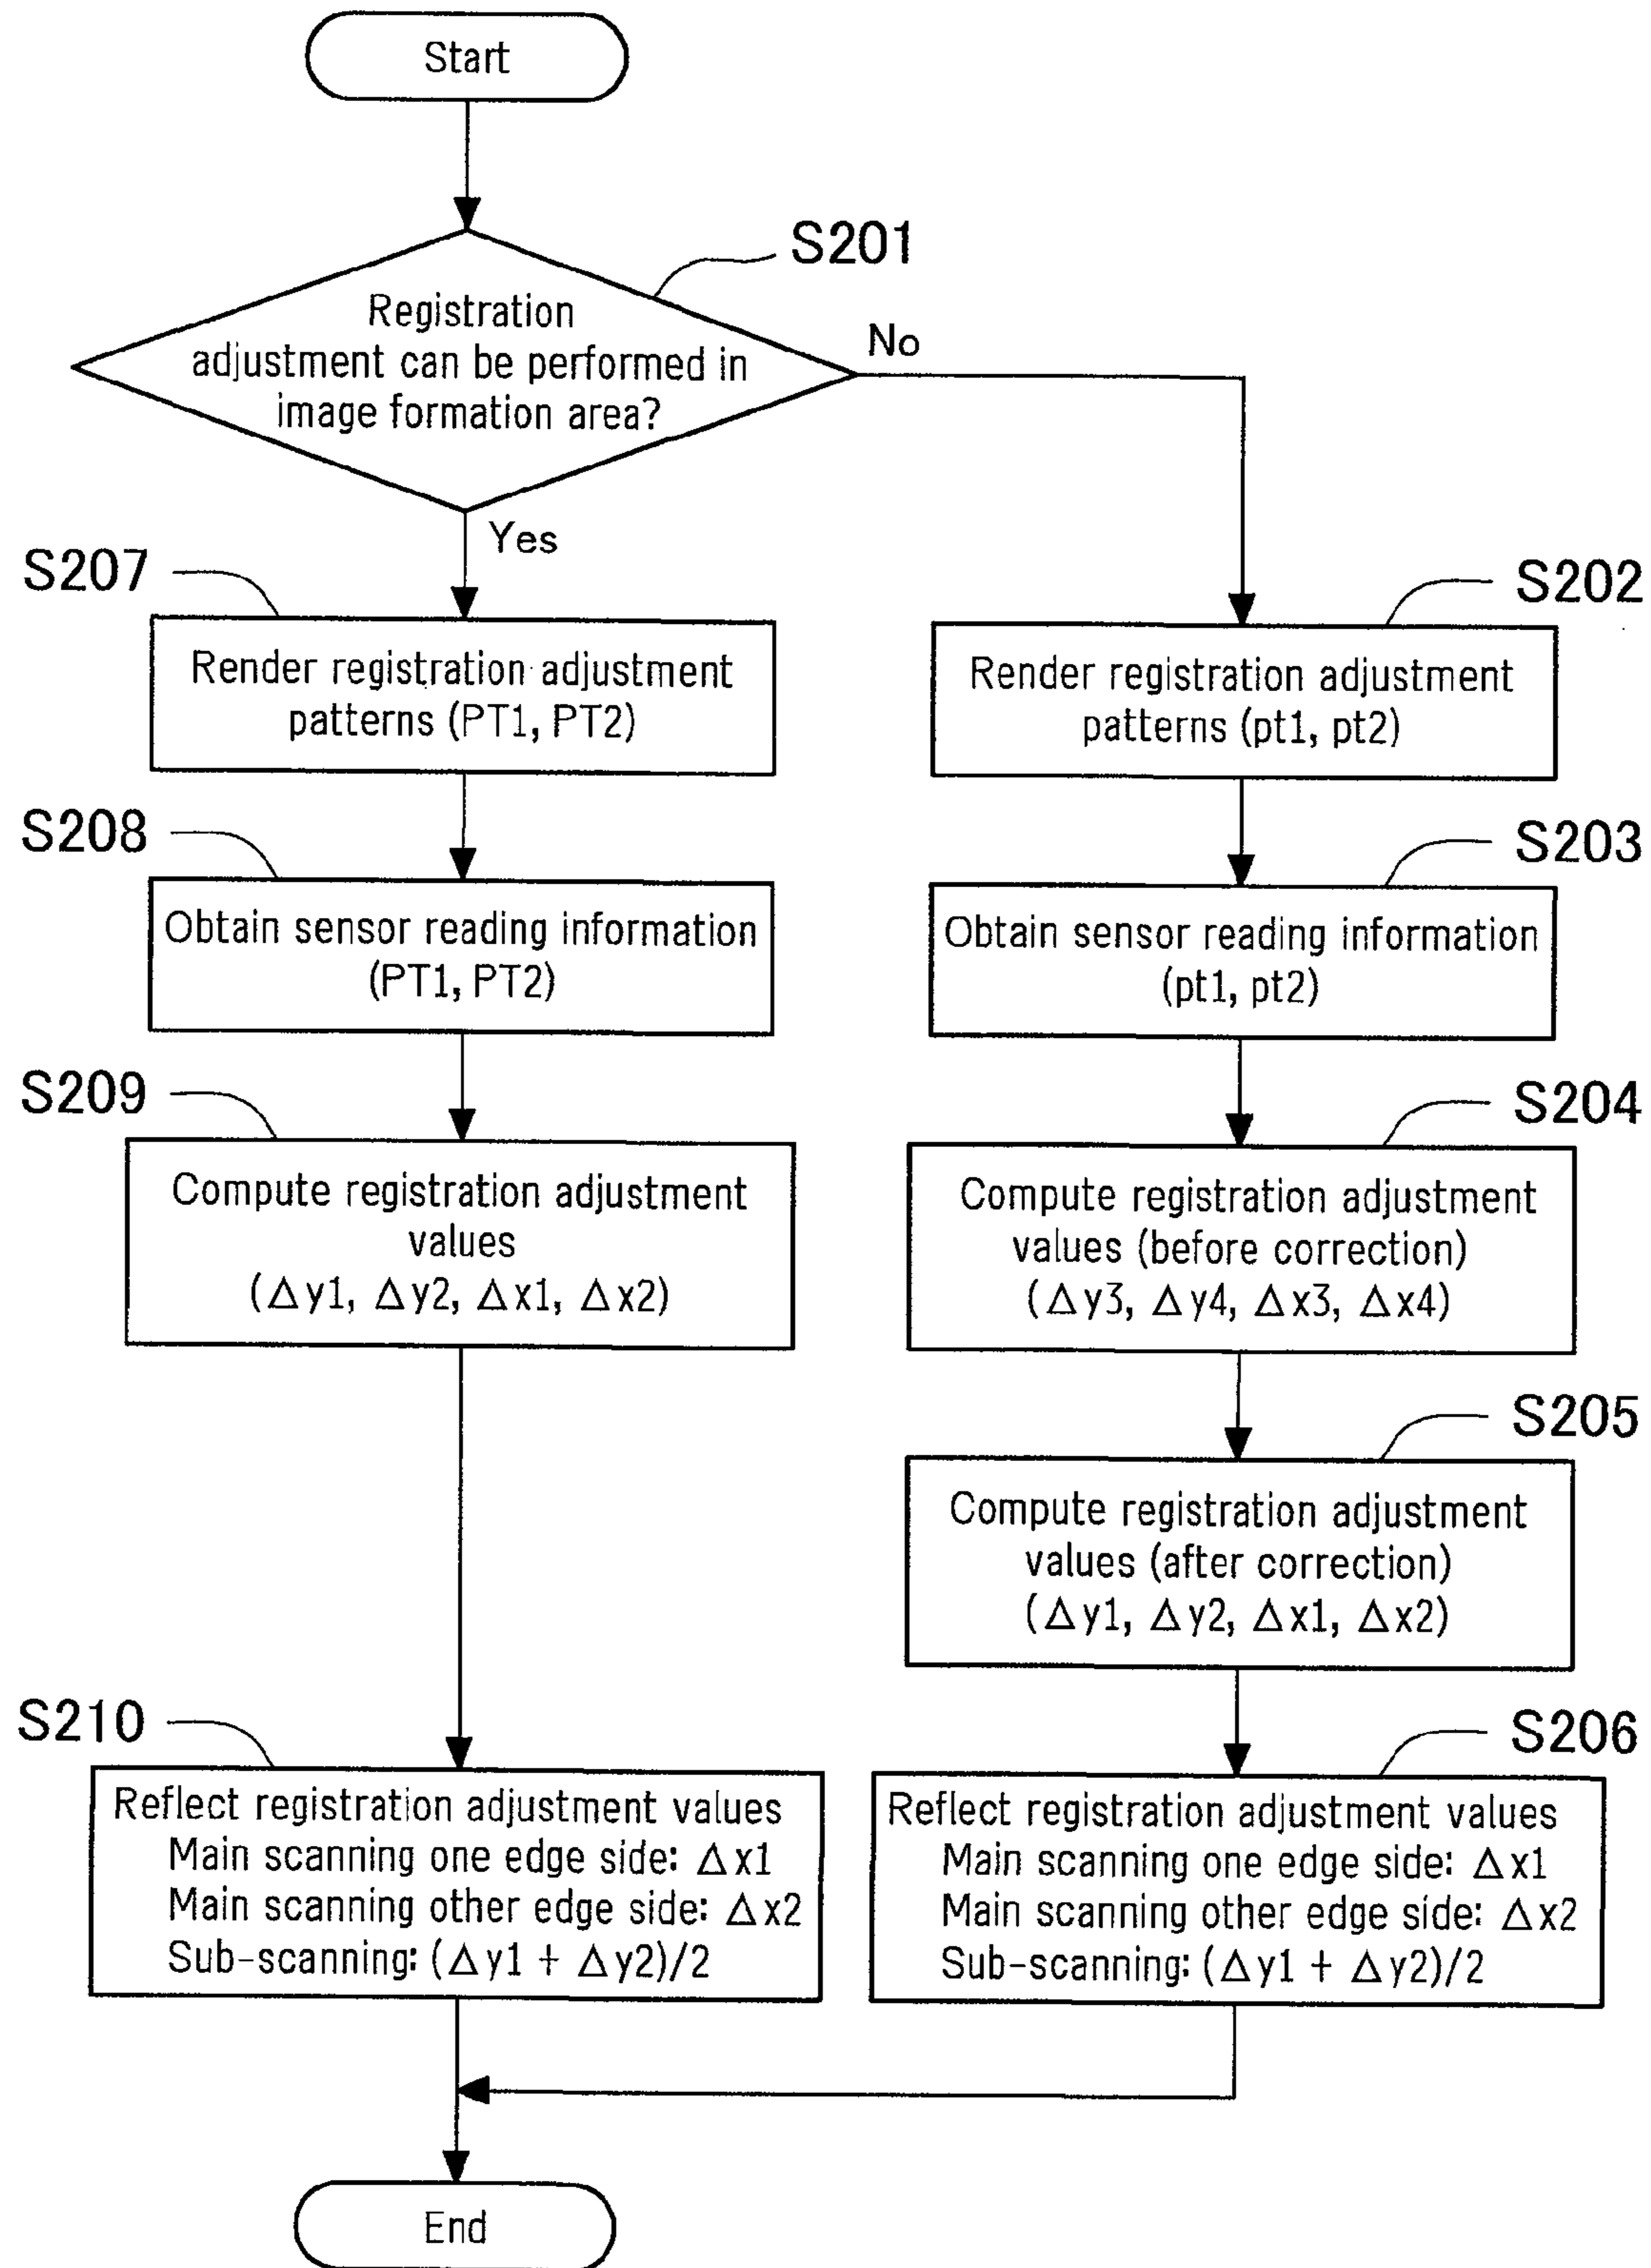 Start
S201
Registration
adjustment can be performed in
image formation area?
No
Yes
S207
Render registration adjustment
patterns (PT1, PT2)
S208
Obtain sensor reading information
(PT1, PT2)
S209
Compute registration adjustment
values
(Δy1, Δy2, Δx1, Δx2)
S210
Reflect registration adjustment values
Main scanning one edge side: Δx1
Main scanning other edge side: Δx2
Sub-scanning: (Δy1 + Δy2)/2
S202
Render registration adjustment
patterns (pt1, pt2)
S203
Obtain sensor reading information
(pt1, pt2)
S204
Compute registration adjustment
values (before correction)
(Δy3, Δy4, Δx3, Δx4)
S205
Compute registration adjustment
values (after correction)
(Δy1, Δy2, Δx1, Δx2)
S206
Reflect registration adjustment values
Main scanning one edge side: Δx1
Main scanning other edge side: Δx2
Sub-scanning: (Δy1 + Δy2)/2
End